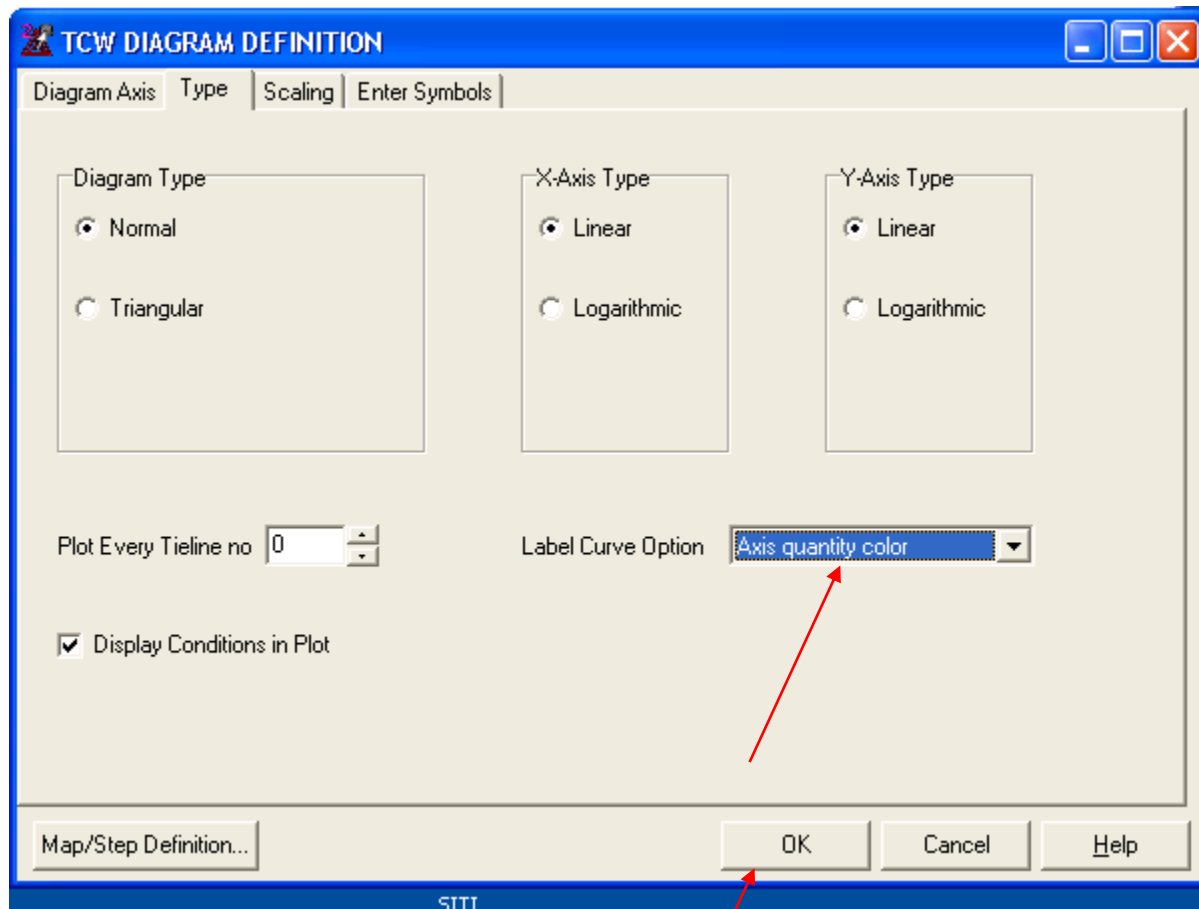 TCW DIAGRAM DEFINITION
Diagram Axis Type Scaling Enter Symbols
Diagram Type X-Axis Type Y-Axis Type
Normal Linear Linear
Triangular Logarithmic Logarithmic
Plot Every Tieline no 0 Label Curve Option Axis quantity color
Display Conditions in Plot
Map/Step Definition... OK Cancel Help